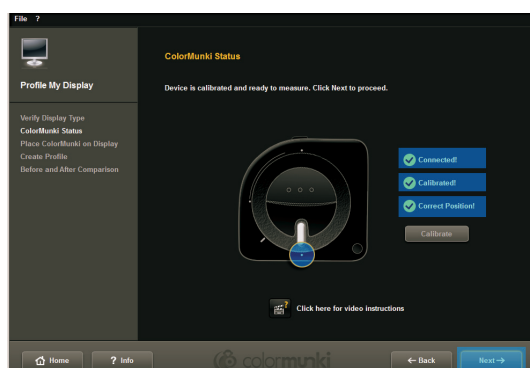 File ?
Profile My Display
Verify Display Type
ColorMunki Status
Place ColorMunki on Display
Create Profile
Before and After Comparison
ColorMunki Status
Device is calibrated and ready to measure. Click Next to proceed.
Connected!
Calibrated!
Correct Position!
Calibrate
?
Click here for video instructions
Home
? Info
colormunki
← Back
Next →